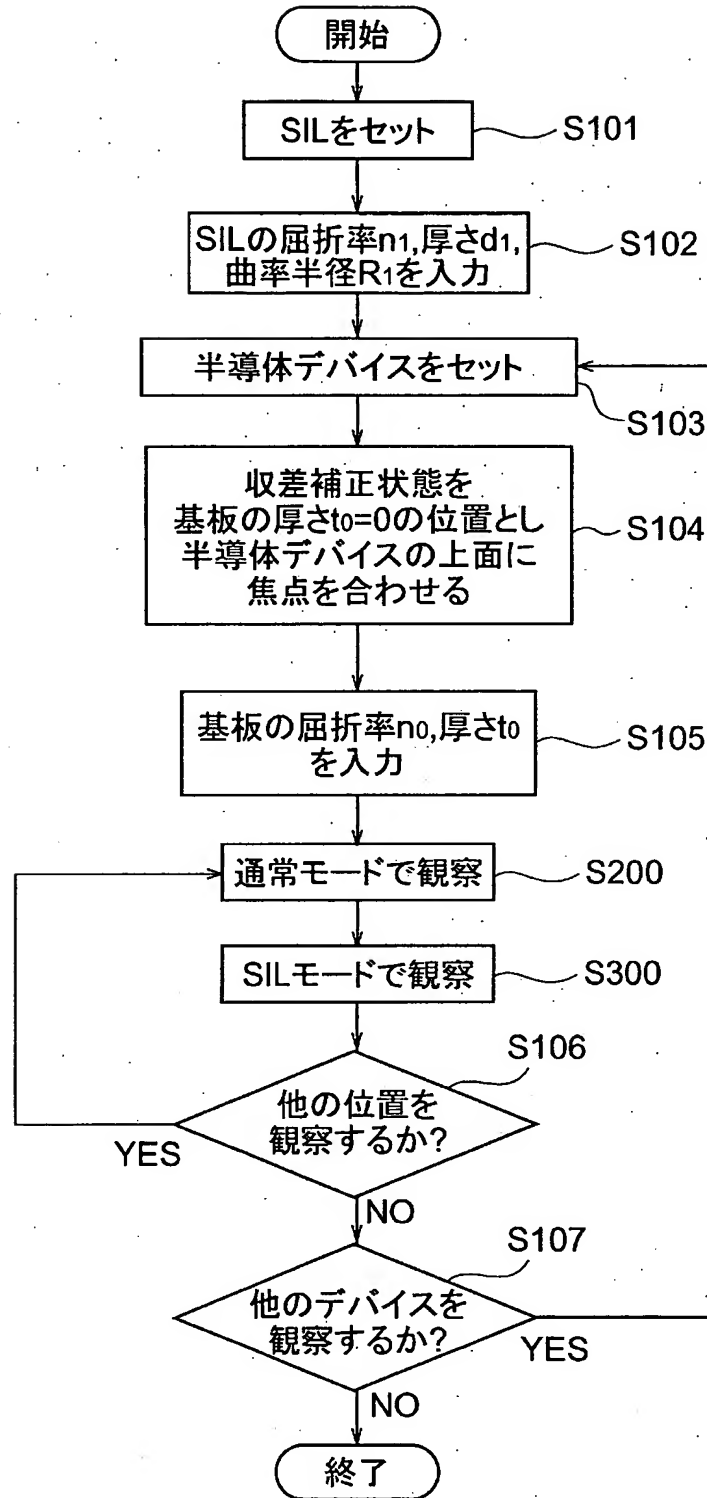 開始
SILをセット
S101
SILの屈折率n1,厚さd1,
曲率半径R1を入力
S102
半導体デバイスをセット
S103
収差補正状態を
基板の厚さt0=0の位置とし
半導体デバイスの上面に
焦点を合わせる
S104
基板の屈折率n0,厚さt0
を入力
S105
通常モードで観察
S200
SILモードで観察
S300
S106
他の位置を
観察するか?
YES
NO
S107
他のデバイスを
観察するか?
YES
NO
終了